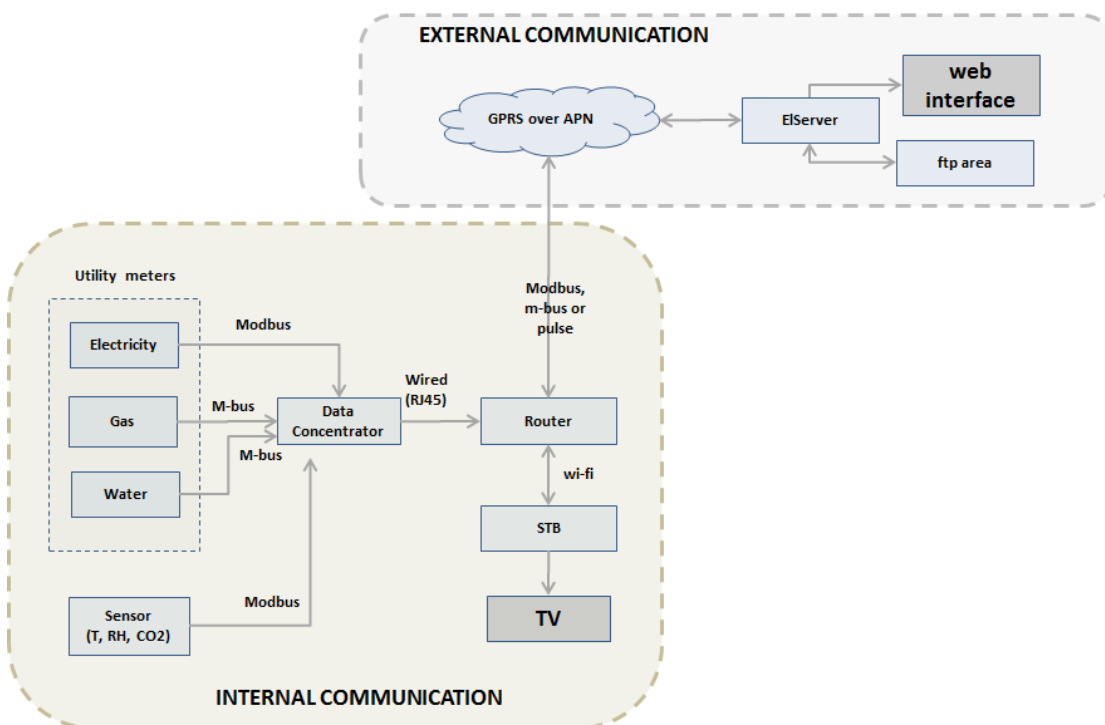 EXTERNAL COMMUNICATION
web
interface
GPRS over APN
ElServer
ftp area
Utility meters
Modbus,
m-bus or
pulse
Modbus
Electricity
Wired
(RJ45)
M-bus
Gas
Data
Concentrator
Router
M-bus
wi-fi
Water
STB
Modbus
Sensor
(T, RH, CO2)
TV
INTERNAL COMMUNICATION